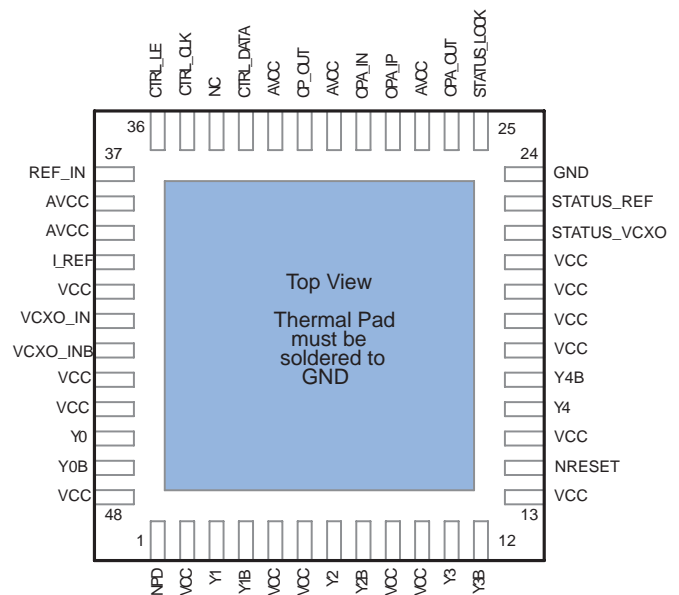 CTRL_LE
CTRL_CLK
NC
CTRL_DATA
AVCC
CP_OUT
AVCC
OPA_IN
OPA_IP
AVCC
OPA_OUT
STATUS_LOCK
36
25
37
24
REF_IN
AVCC
AVCC
I_REF
VCC
VCXO_IN
VCXO_INB
VCC
VCC
Y0
Y0B
VCC
Top View
Thermal Pad
must be
soldered to
GND
GND
STATUS_REF
STATUS_VCXO
VCC
VCC
VCC
VCC
Y4B
Y4
VCC
NRESET
VCC
48
13
1
12
NPD
VCC
Y1
Y1B
VCC
VCC
Y2
Y2B
VCC
VCC
Y3
Y3B